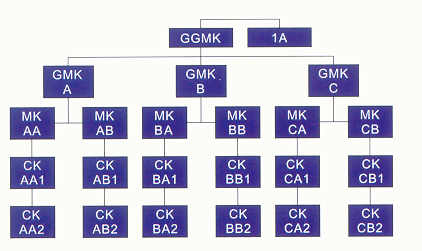 GGMK 1A
GMK GMK GMK
A B C
MK MK MK MK MK MK
AA AB BA BB CA CB
CK CK CK CK CK CK
AA1 AB1 BA1 BB1 CA1 CB1
CK CK CK CK CK CK
AA2 AB2 BA2 BB2 CA2 CB2